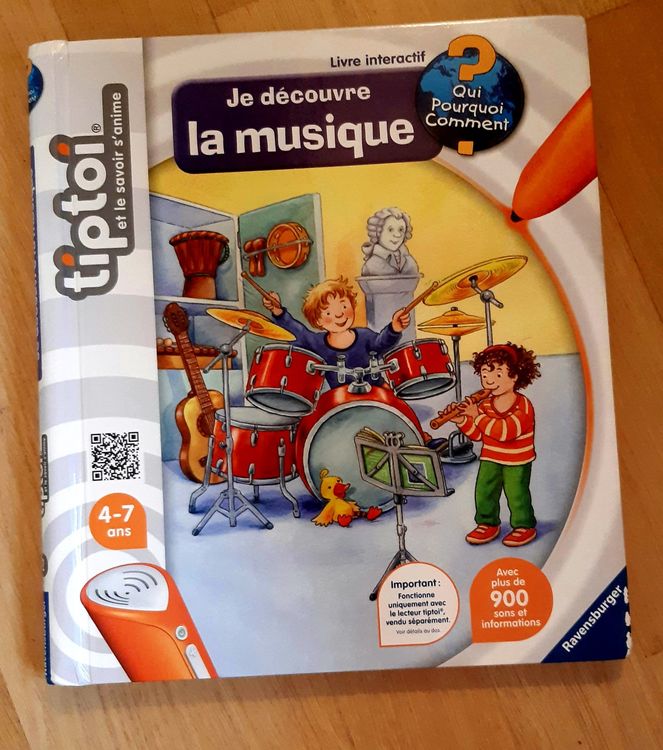 Livre interactif
Je découvre
la musique
?
Qui
Pourquoi
Comment
tiptoi®
et le savoir s'anime
4-7
ans
Important :
Fonctionne
uniquement avec
le lecteur tiptoi®,
vendu séparément.
Voir détails au dos.
Avec
plus de
900
sons et
informations
Ravensburger
tiptoi
Ravensburger